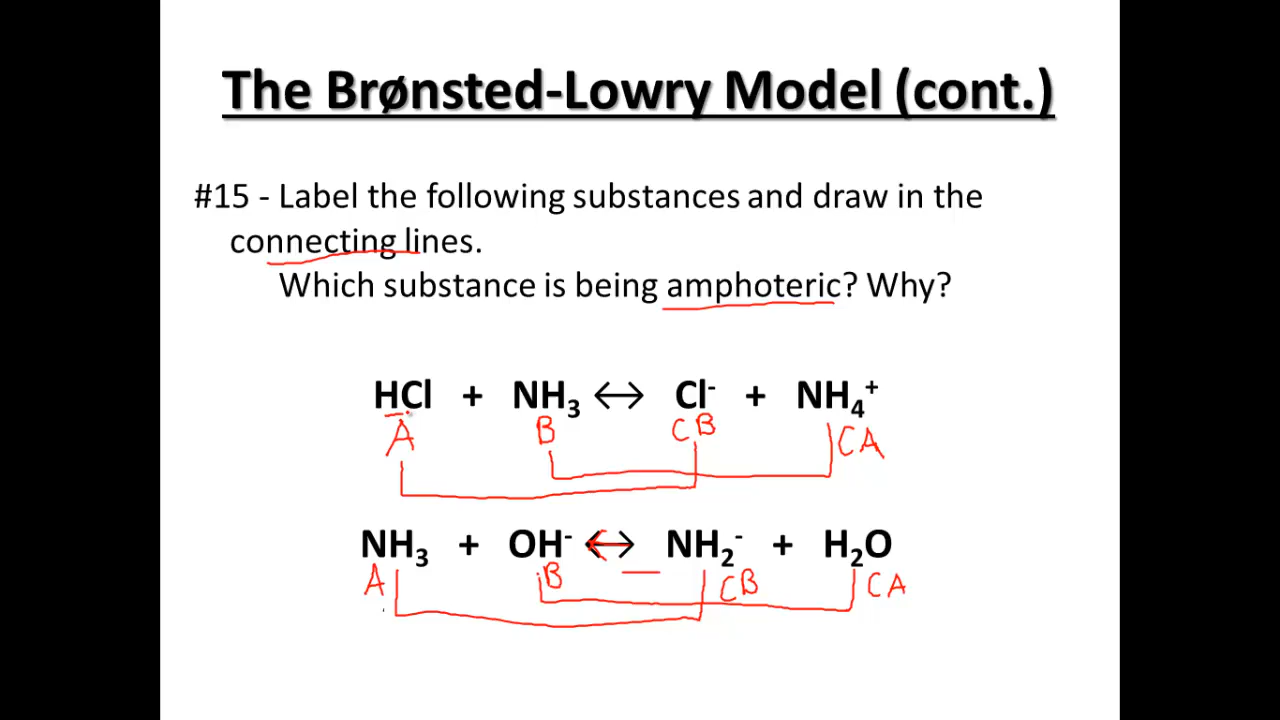 The Brønsted-Lowry Model (cont.)
#15 - Label the following substances and draw in the
connecting lines.
Which substance is being amphoteric? Why?
HCl + NH₃ ↔ Cl⁻ + NH₄⁺
A B CB CA
NH₃ + OH⁻ ↔ NH₂⁻ + H₂O
A B CB CA